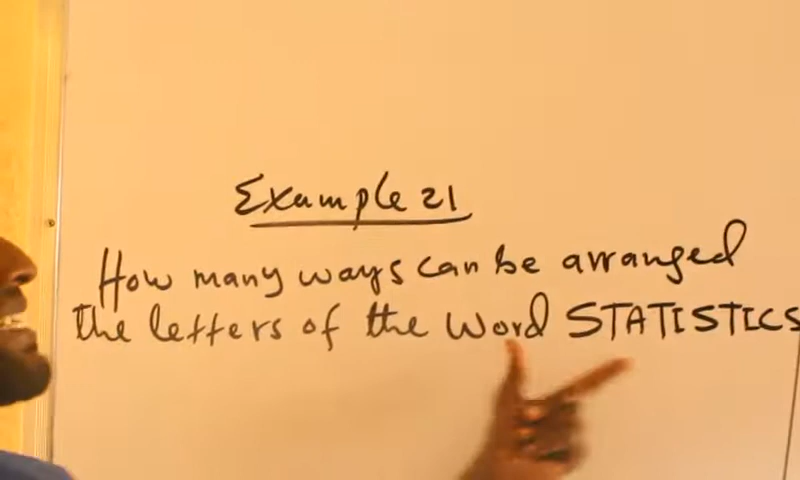 Example 21
How many ways can be arranged
the letters of the word STATISTICS